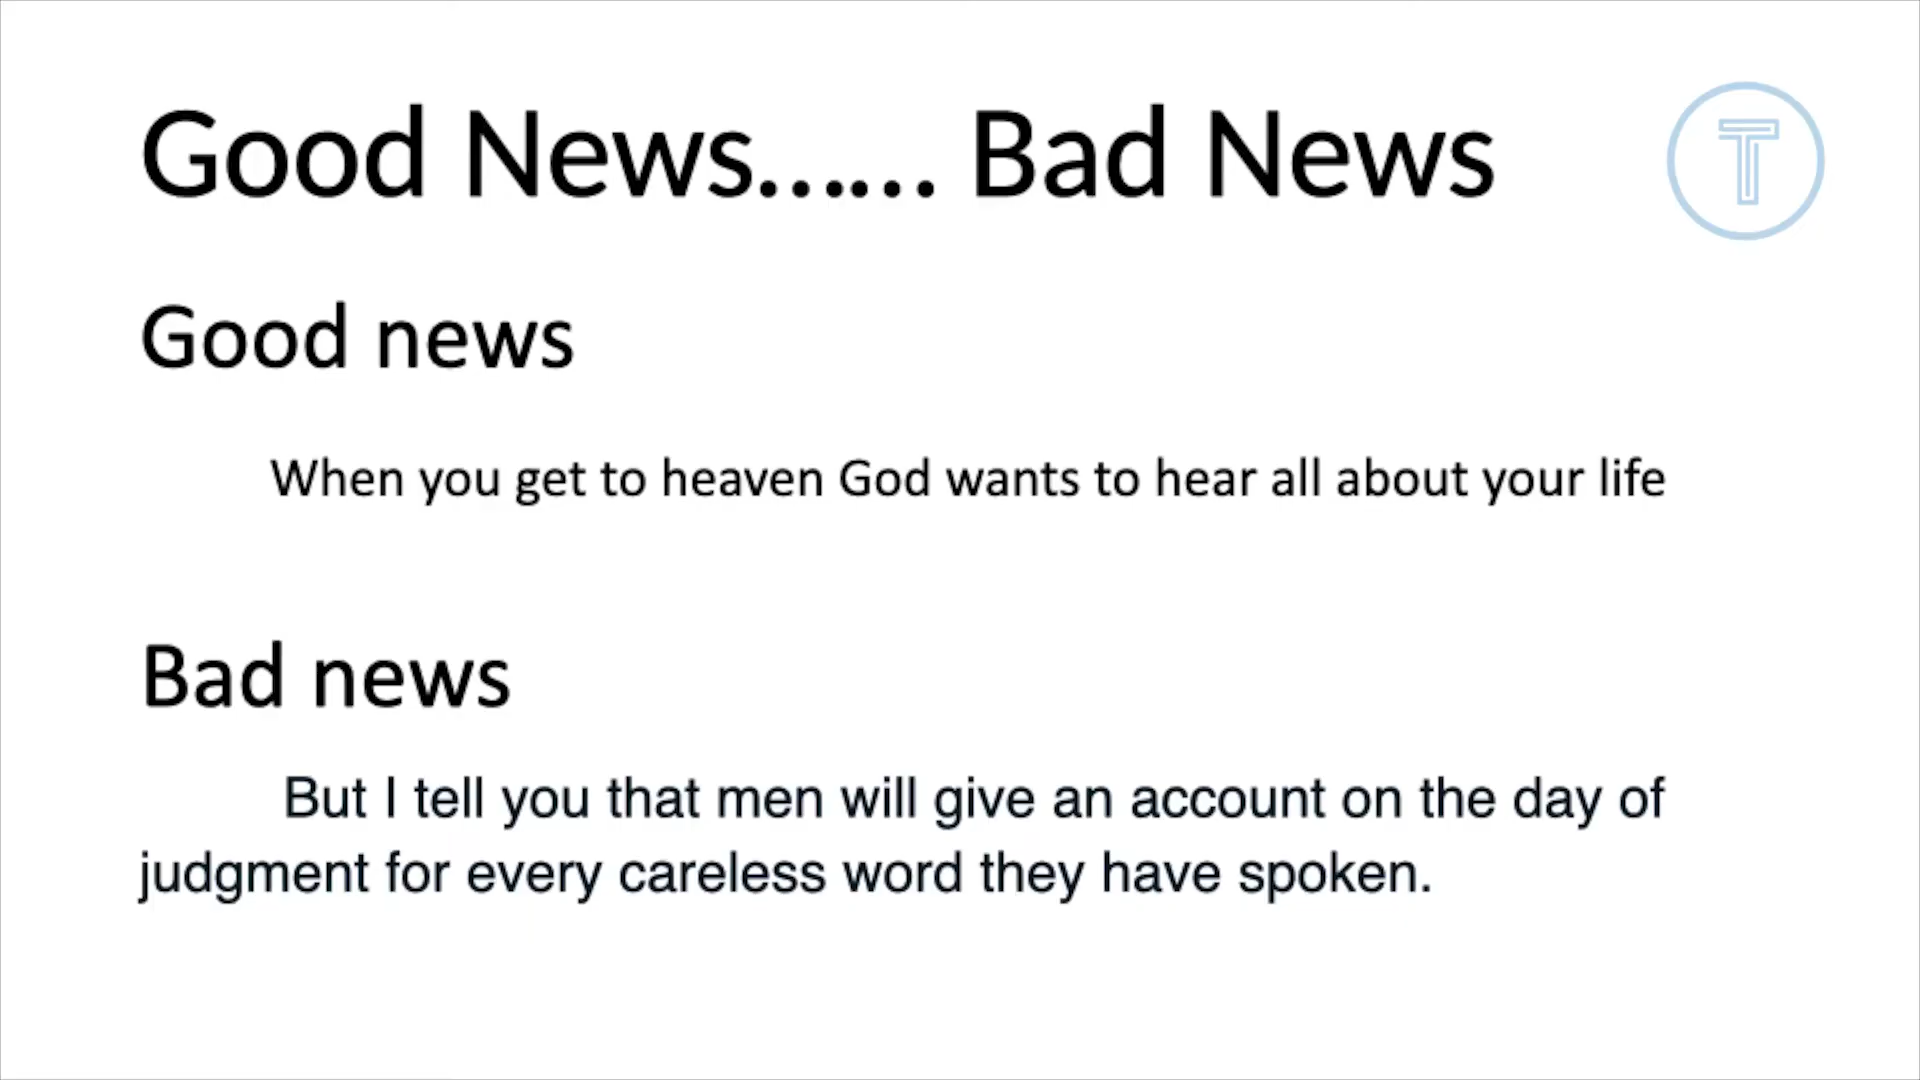 Good News...... Bad News
T
Good news
When you get to heaven God wants to hear all about your life
Bad news
But I tell you that men will give an account on the day of
judgment for every careless word they have spoken.